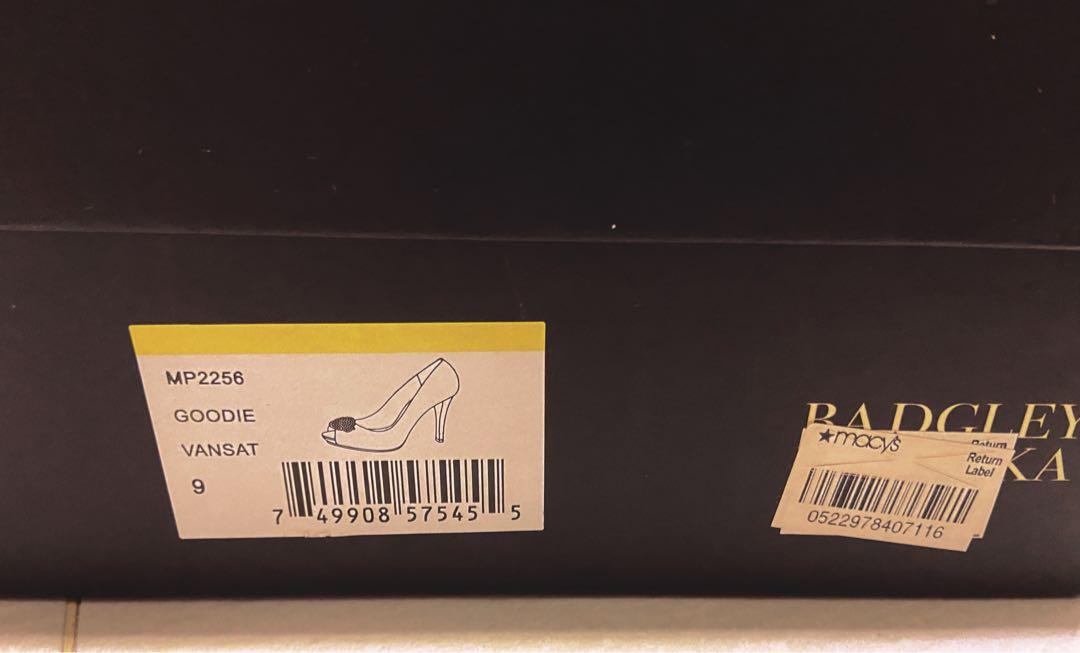 MP2256
GOODIE
VANSAT
9
7 49908 57545 5
BADGLEY
KA
★macy's
Return
Return
Label
0522978407116